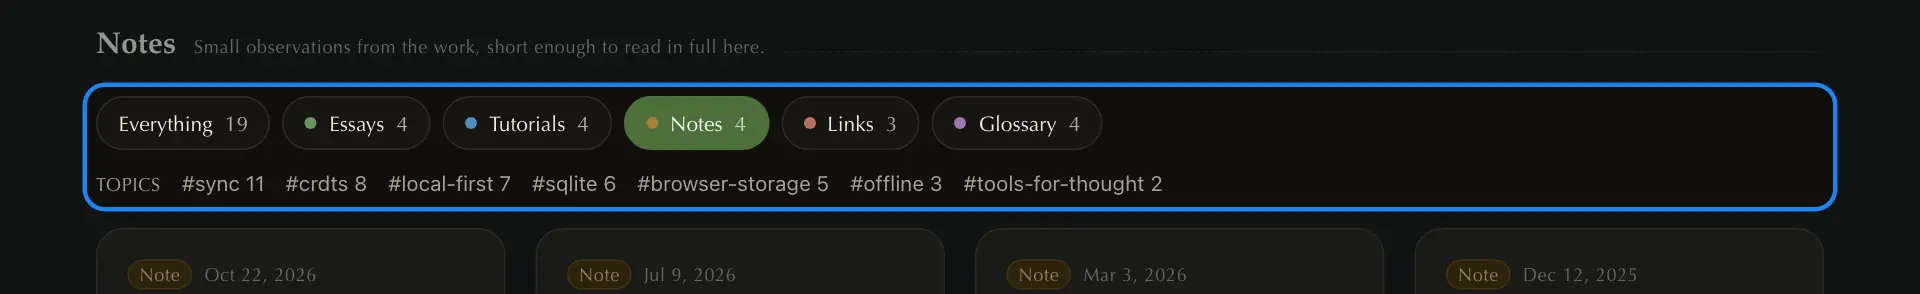 Notes Small observations from the work, short enough to read in full here.
Everything 19 Essays 4 Tutorials 4 Notes 4 Links 3 Glossary 4
TOPICS #sync 11 #crdts 8 #local-first 7 #sqlite 6 #browser-storage 5 #offline 3 #tools-for-thought 2
Note Oct 22, 2026 Note Jul 9, 2026 Note Mar 3, 2026 Note Dec 12, 2025